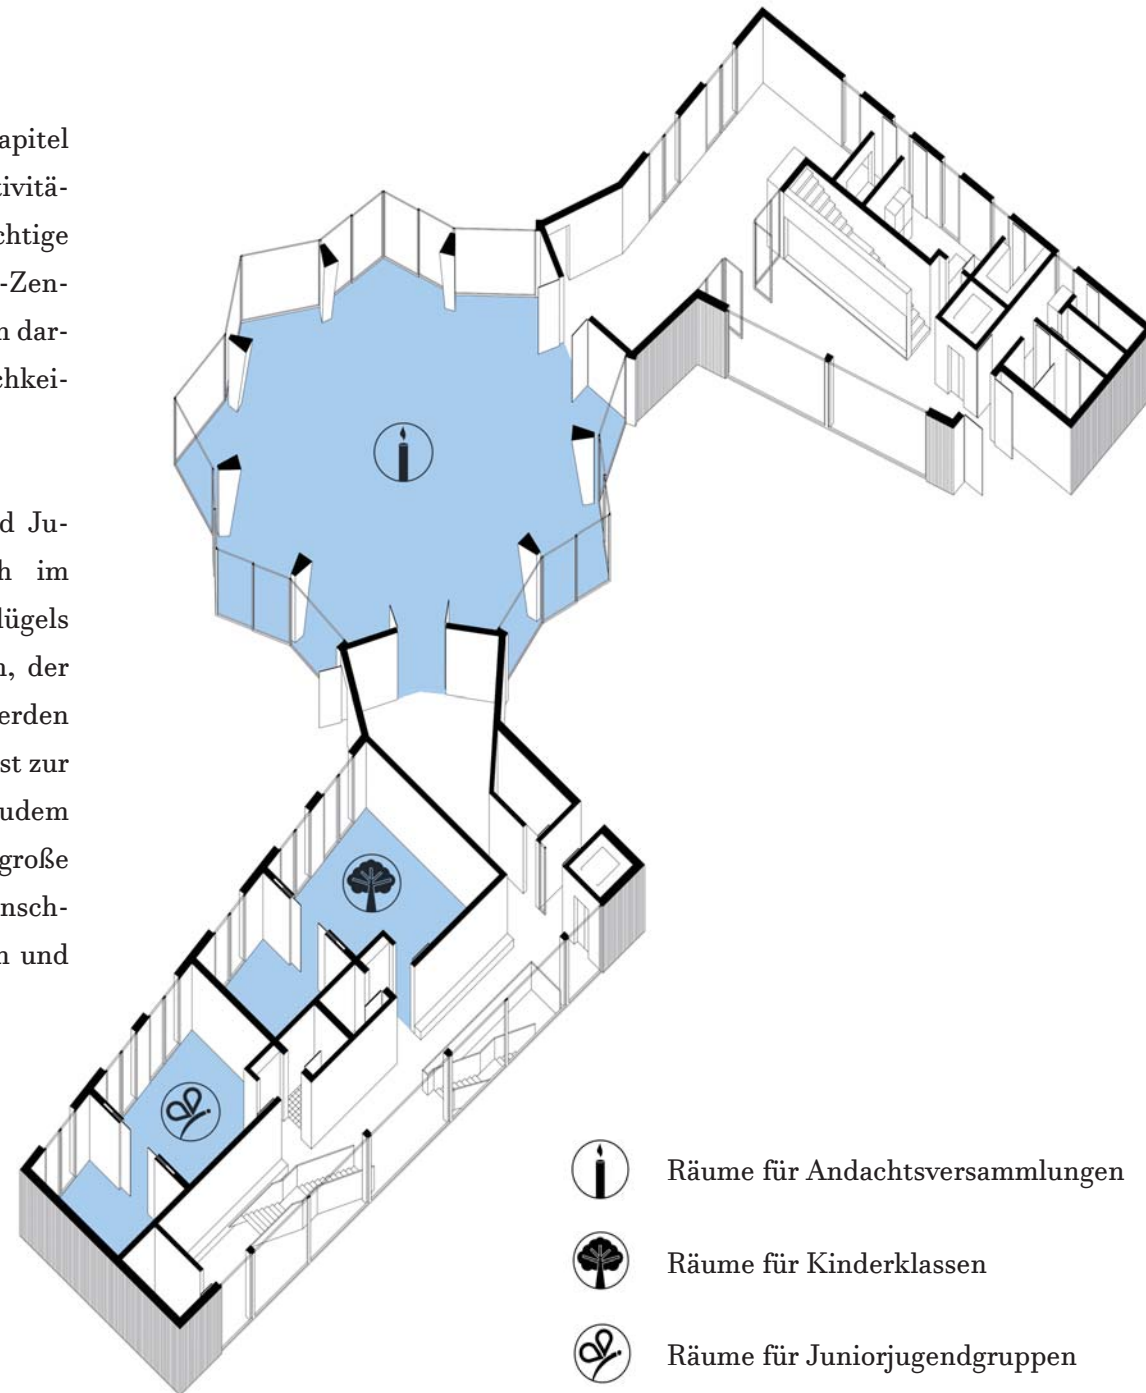 apitel
tivitä-
chtige
-Zen-
n dar-
chkei-
d Ju-
h im
lügels
n, der
erden
st zur
udem
große
nsch-
n und
Räume für Andachtsversammlungen
Räume für Kinderklassen
Räume für Juniorjugendgruppen